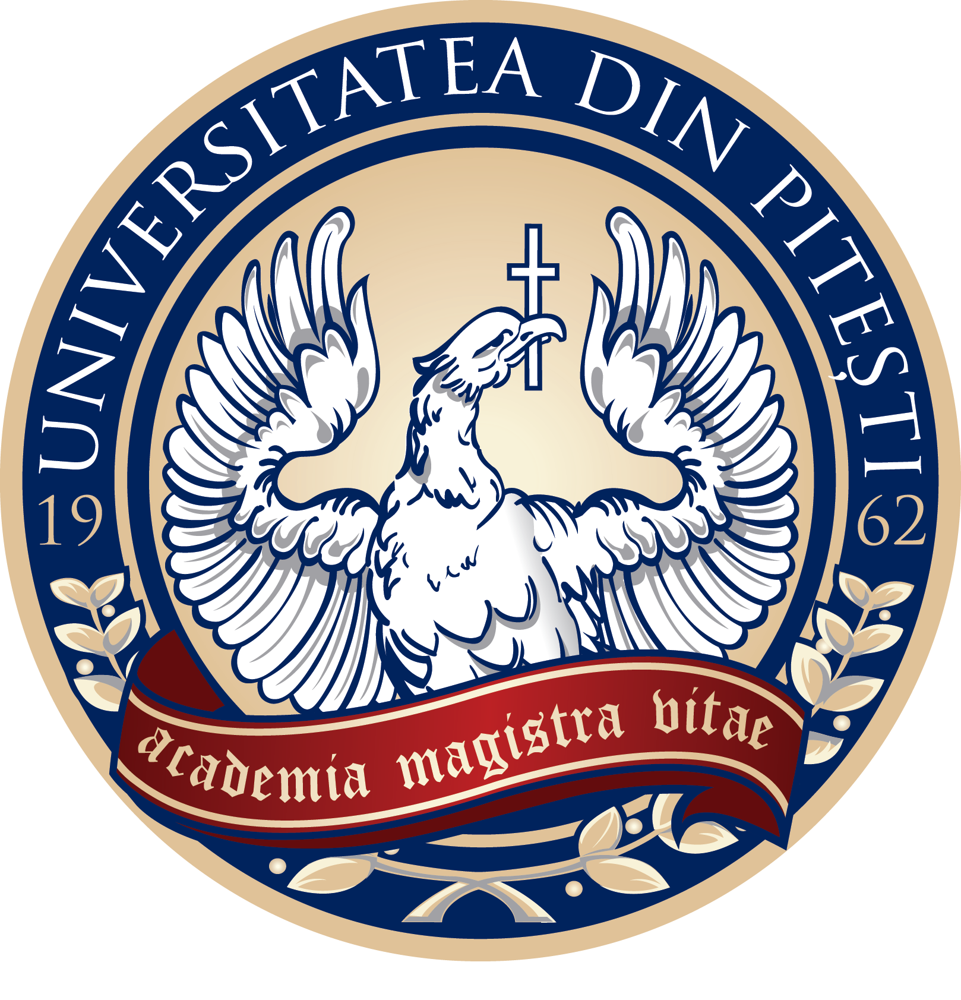 UNIVERSITATEA DIN PITEȘTI
19 62
Academia magistra vitae